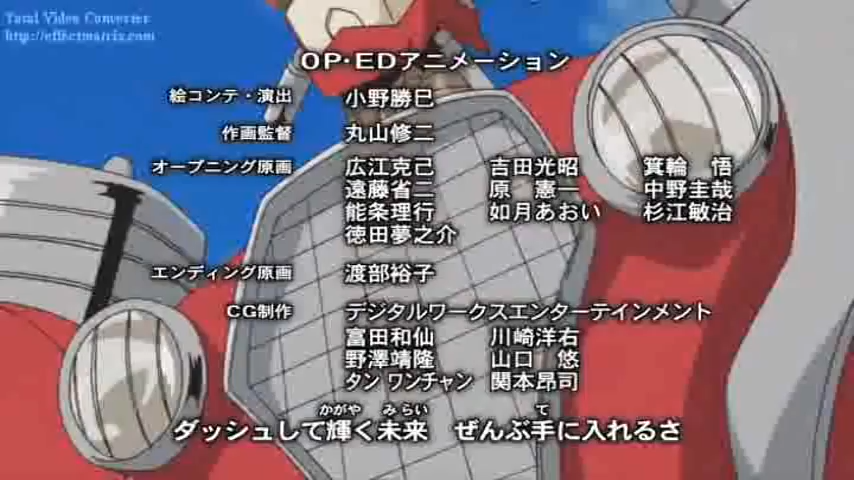 Total Video Converter
http://effectmatrix.com
OP・EDアニメーション
絵コンテ・演出 小野勝巳
作画監督 丸山修二
オープニング原画 広江克己 吉田光昭 箕輪 悟
遠藤省二 原 憲一 中野圭哉
能条理行 如月あおい 杉江敏治
徳田夢之介
エンディング原画 渡部裕子
CG制作 デジタルワークスエンターテインメント
富田和仙 川崎洋右
野澤靖隆 山口 悠
タン ワンチャン 関本昂司
かがや みらい て
ダッシュして輝く未来 ぜんぶ手に入れるさ